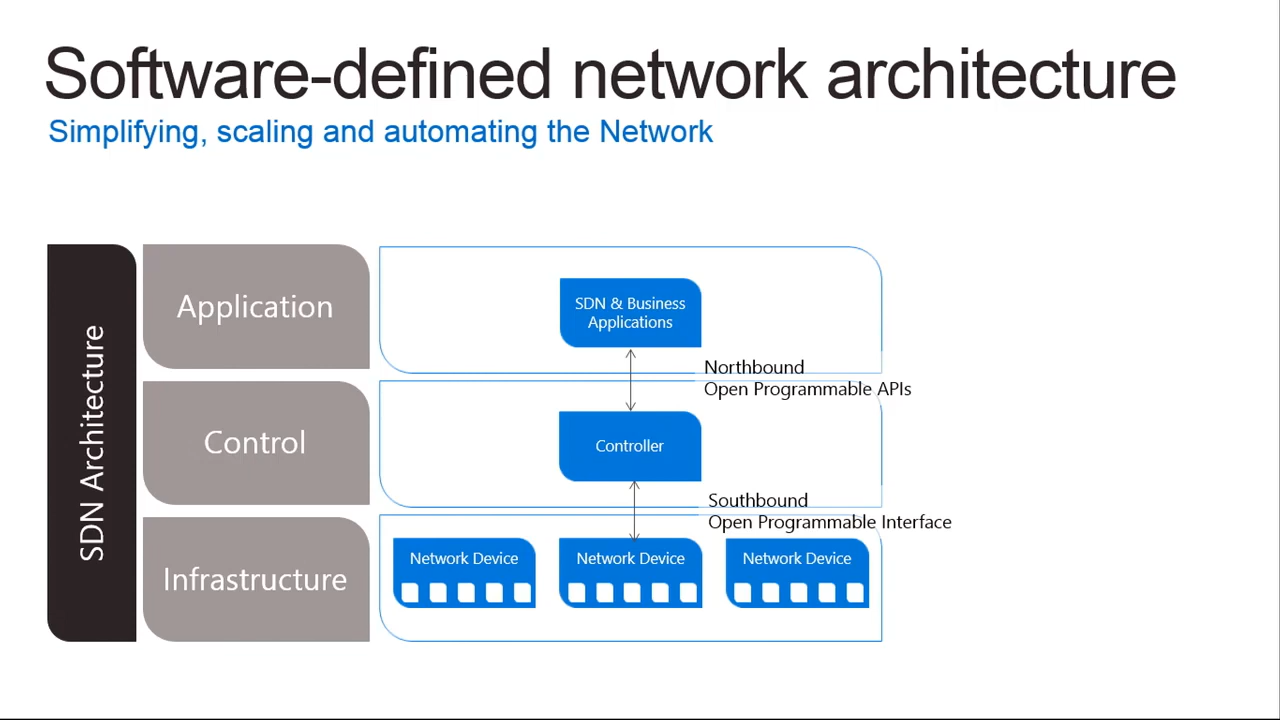 Software-defined network architecture
Simplifying, scaling and automating the Network
SDN Architecture
Application
SDN & Business
Applications
Northbound
Open Programmable APIs
Control
Controller
Southbound
Open Programmable Interface
Infrastructure
Network Device
Network Device
Network Device